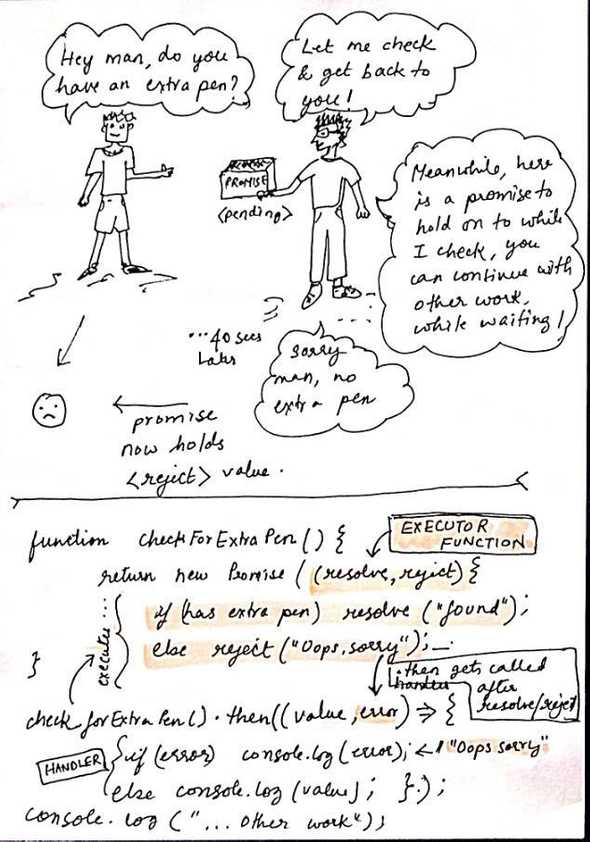 Hey man, do you
have an extra pen?
Let me check
& get back to
you!
PROMISE
<pending>
Meanwhile, here
is a promise to
hold on to while
I check, you
can continue with
other work,
while waiting!
...40 secs
later
sorry
man, no
extra pen
promise
now holds
<reject> value.
function checkForExtraPen() {
EXECUTOR
FUNCTION
return new Promise ((resolve, reject) {
if (has extra pen) resolve ("found");
else reject ("Oops, sorry");
}
executes...
.then gets called
after
resolve/reject
checkforExtraPen().then((value, error) => {
HANDLER
if (error) console.log(error); ← "Oops sorry"
else console.log (value); });
console.log ("... other work");